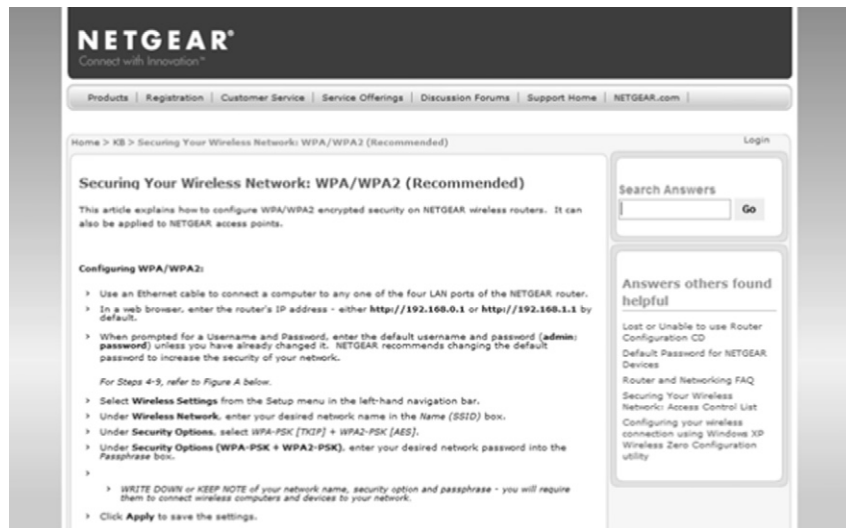 NETGEAR®
Connect with Innovation™
Products | Registration | Customer Service | Service Offerings | Discussion Forums | Support Home | NETGEAR.com |
Home > KB > Securing Your Wireless Network: WPA/WPA2 (Recommended)
Login
Securing Your Wireless Network: WPA/WPA2 (Recommended)
This article explains how to configure WPA/WPA2 encrypted security on NETGEAR wireless routers. It can
also be applied to NETGEAR access points.
Configuring WPA/WPA2:
› Use an Ethernet cable to connect a computer to any one of the four LAN ports of the NETGEAR router.
› In a web browser, enter the router's IP address - either http://192.168.0.1 or http://192.168.1.1 by
default.
› When prompted for a Username and Password, enter the default username and password (admin:
password) unless you have already changed it. NETGEAR recommends changing the default
password to increase the security of your network.
For Steps 4-9, refer to Figure A below.
› Select Wireless Settings from the Setup menu in the left-hand navigation bar.
› Under Wireless Network, enter your desired network name in the Name (SSID) box.
› Under Security Options, select WPA-PSK [TKIP] + WPA2-PSK [AES].
› Under Security Options (WPA-PSK + WPA2-PSK), enter your desired network password into the
Passphrase box.
›
› WRITE DOWN or KEEP NOTE of your network name, security option and passphrase - you will require
them to connect wireless computers and devices to your network.
› Click Apply to save the settings.
Search Answers
Go
Answers others found
helpful
Lost or Unable to use Router
Configuration CD
Default Password for NETGEAR
Devices
Router and Networking FAQ
Securing Your Wireless
Network: Access Control List
Configuring your wireless
connection using Windows XP
Wireless Zero Configuration
utility